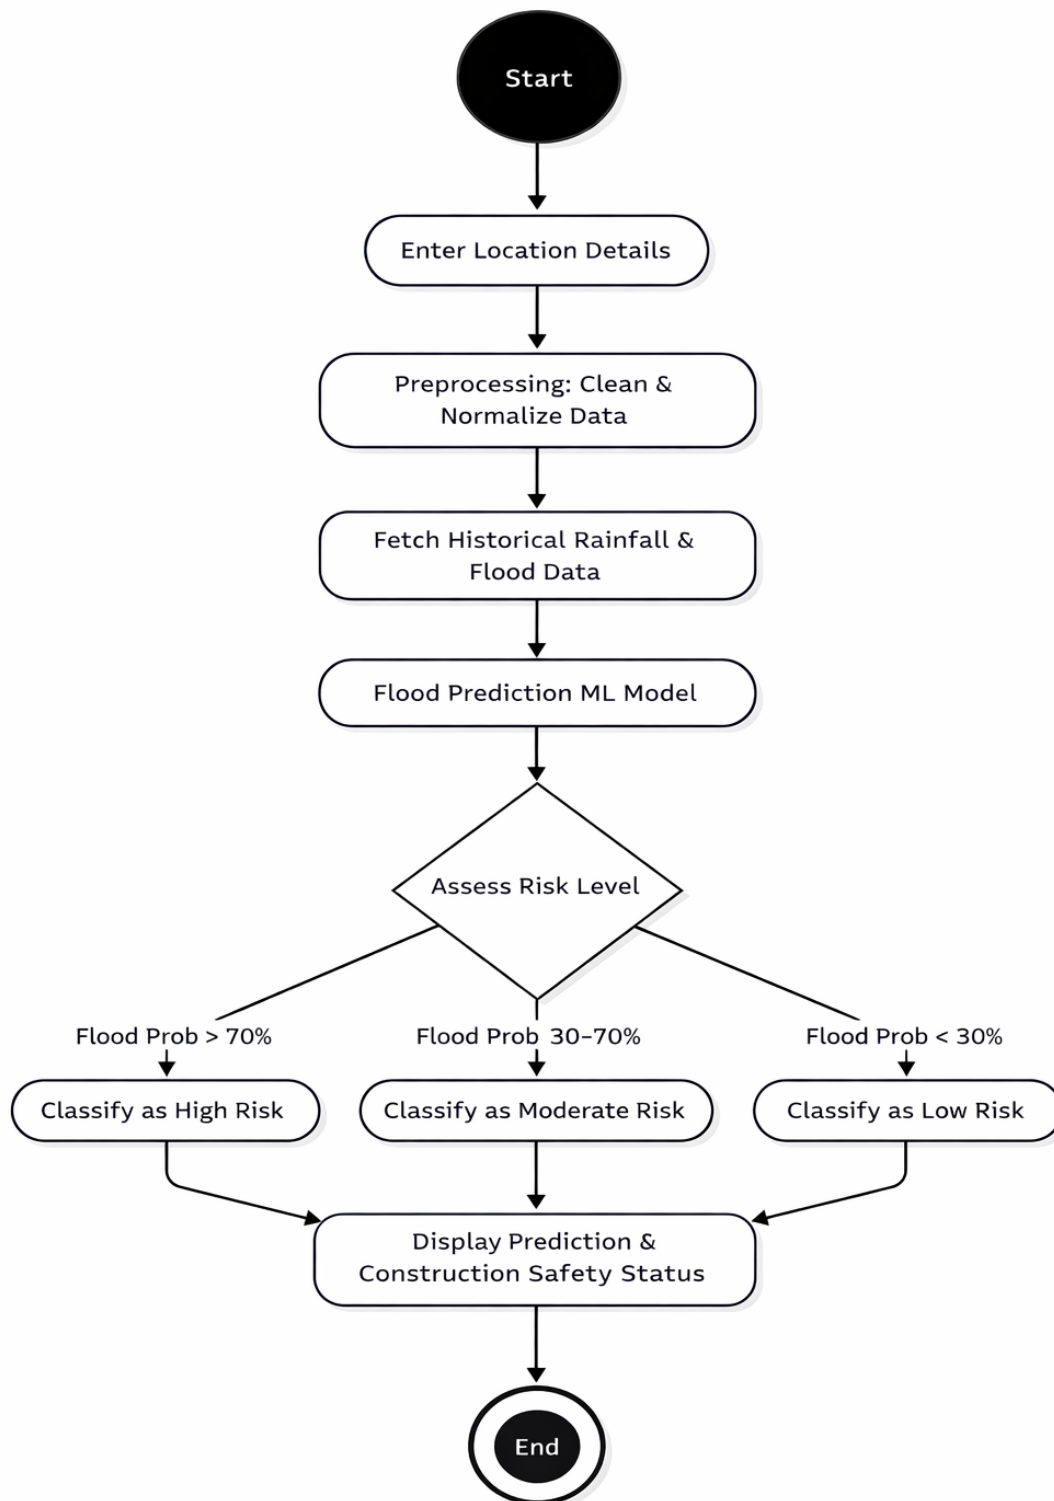 Start
Enter Location Details
Preprocessing: Clean &
Normalize Data
Fetch Historical Rainfall &
Flood Data
Flood Prediction ML Model
Assess Risk Level
Flood Prob > 70%
Flood Prob 30–70%
Flood Prob < 30%
Classify as High Risk
Classify as Moderate Risk
Classify as Low Risk
Display Prediction &
Construction Safety Status
End